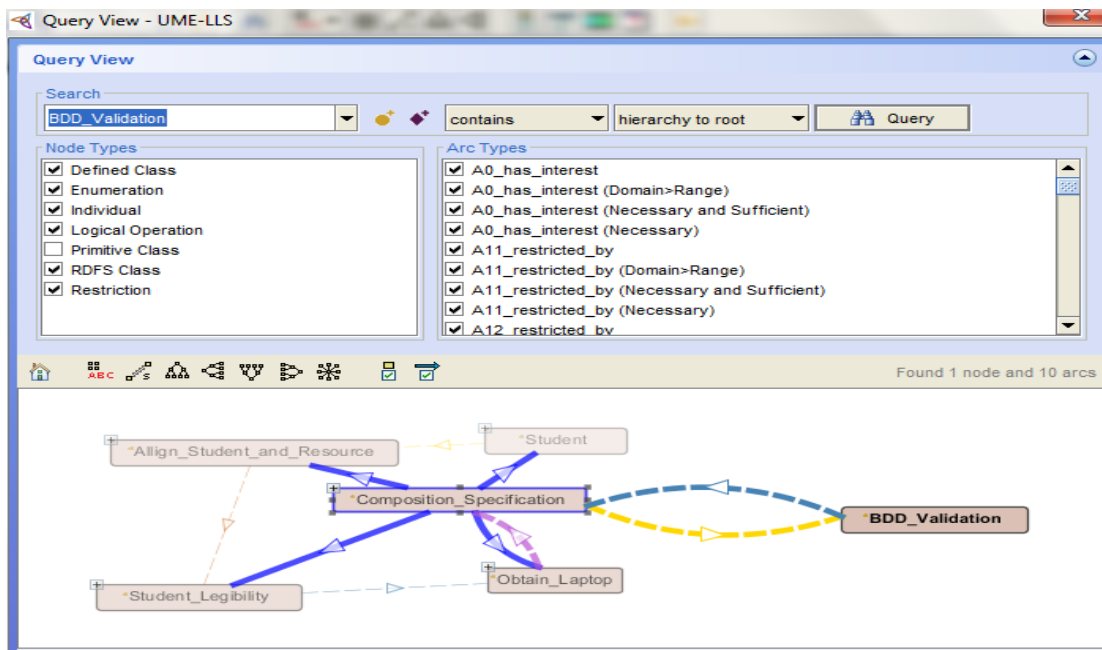 Query View - UME-LLS
Query View
Search
BDD_Validation
contains
hierarchy to root
Query
Node Types
Defined Class
Enumeration
Individual
Logical Operation
Primitive Class
RDFS Class
Restriction
Arc Types
A0_has_interest
A0_has_interest (Domain>Range)
A0_has_interest (Necessary and Sufficient)
A0_has_interest (Necessary)
A11_restricted_by
A11_restricted_by (Domain>Range)
A11_restricted_by (Necessary and Sufficient)
A11_restricted_by (Necessary)
A12_restricted_by
ABC
s
Found 1 node and 10 arcs
*Student
*Allign_Student_and_Resource
*Composition_Specification
*BDD_Validation
*Obtain_Laptop
*Student_Legibility